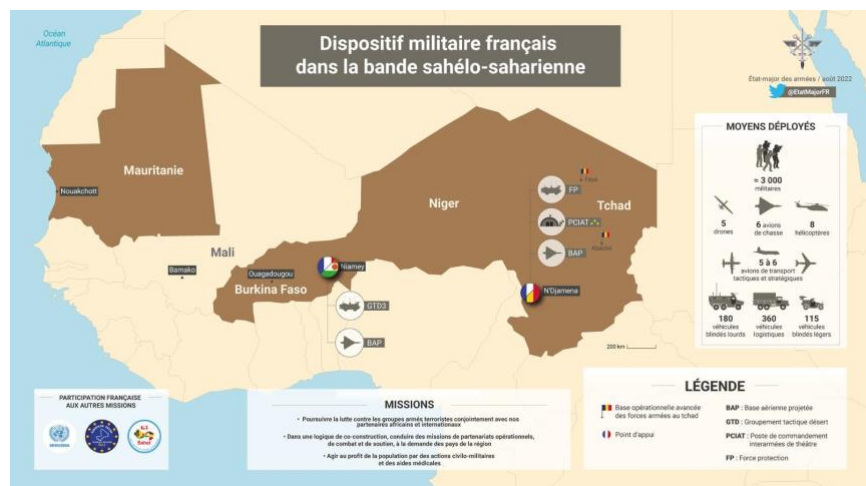 Océan
Atlantique
Dispositif militaire français
dans la bande sahélo-saharienne
État-major des armées / août 2022
@EtatMajorFR
Mauritanie
Nouakchott
Mali
Bamako
Ouagadougou
Burkina Faso
Niamey
GTD3
BAP
Niger
Tchad
Faya
FP
PCIAT
Abéché
BAP
N'Djamena
200 km
MOYENS DÉPLOYÉS
≈ 3 000
militaires
5
drones
6 avions
de chasse
8
hélicoptères
5 à 6
avions de transport
tactiques et stratégiques
180
véhicules
blindés lourds
360
véhicules
logistiques
115
véhicules
blindés légers
PARTICIPATION FRANÇAISE
AUX AUTRES MISSIONS
MISSIONS
• Poursuivre la lutte contre les groupes armés terroristes conjointement avec nos
partenaires africains et internationaux
• Dans une logique de co-construction, conduire des missions de partenariats opérationnels,
de combat et de soutien, à la demande des pays de la région
• Agir au profit de la population par des actions civilo-militaires
et des aides médicales
LÉGENDE
Base opérationnelle avancée
des forces armées au tchad
Point d'appui
BAP : Base aérienne projetée
GTD : Groupement tactique désert
PCIAT : Poste de commandement
interarmées de théâtre
FP : Force protection